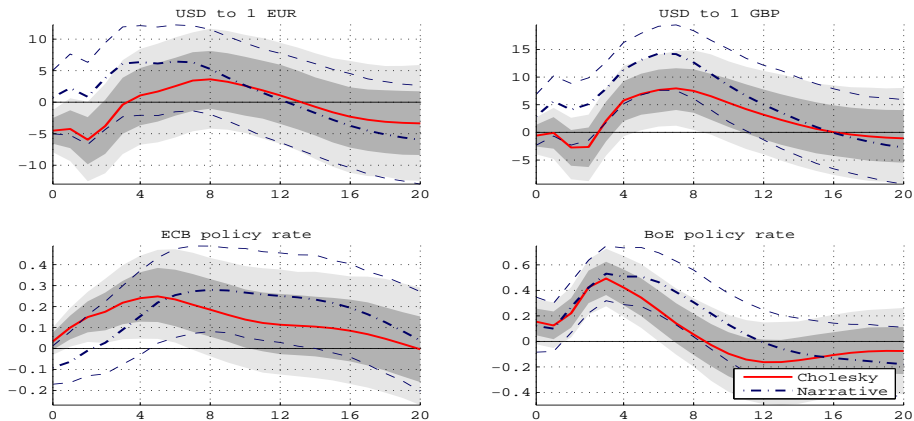 USD to 1 EUR
10
5
0
−5
−10
0 4 8 12 16 20
USD to 1 GBP
15
10
5
0
−5
0 4 8 12 16 20
ECB policy rate
0.4
0.3
0.2
0.1
0
−0.1
−0.2
0 4 8 12 16 20
BoE policy rate
0.6
0.4
0.2
0
−0.2
−0.4
0 4 8 12 16 20
Cholesky
Narrative